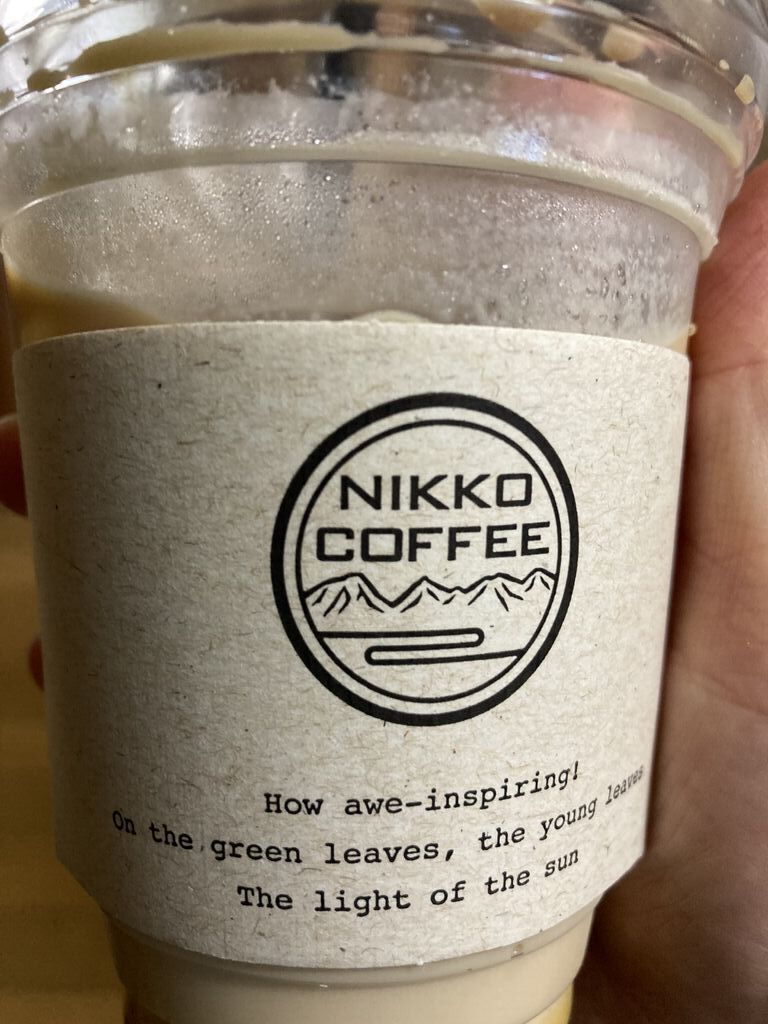 NIKKO
COFFEE
How awe-inspiring!
On the green leaves, the young leaves
The light of the sun